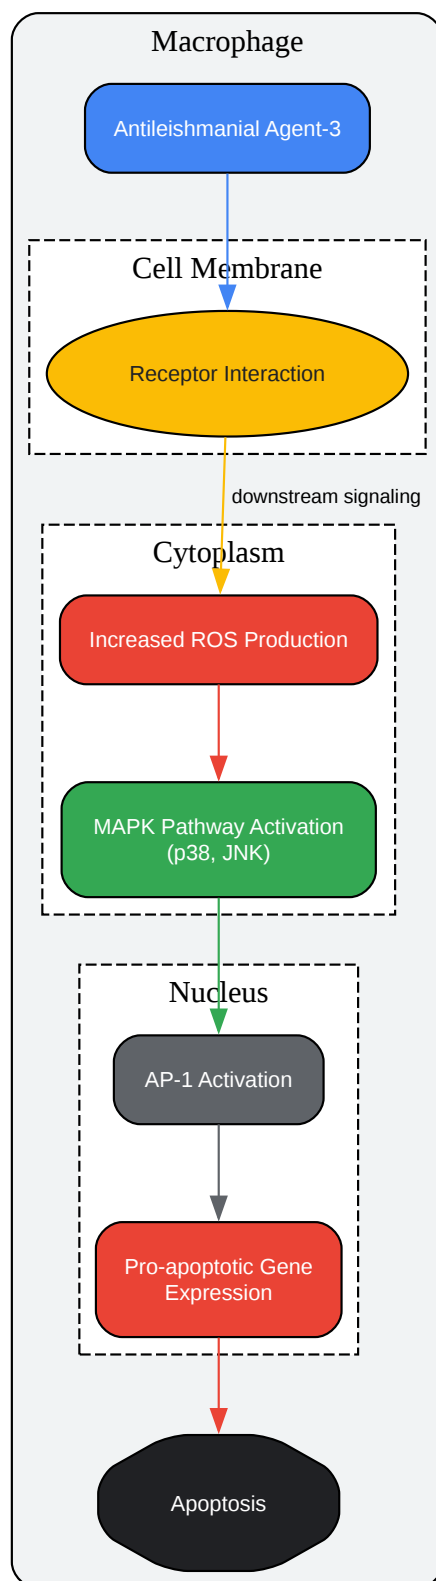 Macrophage
Antileishmanial Agent-3
Cell Membrane
Receptor Interaction
downstream signaling
Cytoplasm
Increased ROS Production
MAPK Pathway Activation
(p38, JNK)
Nucleus
AP-1 Activation
Pro-apoptotic Gene
Expression
Apoptosis